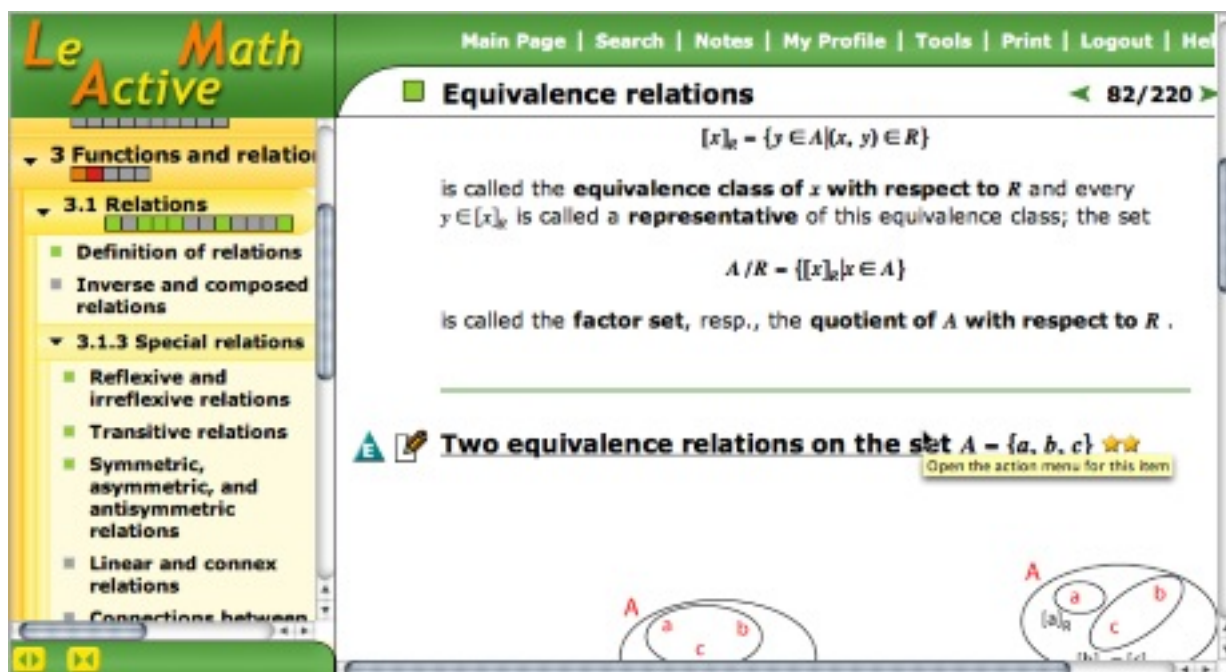 Le Math
Active
Main Page | Search | Notes | My Profile | Tools | Print | Logout | Hel
Equivalence relations
82/220
3 Functions and relatio
3.1 Relations
Definition of relations
Inverse and composed
relations
3.1.3 Special relations
Reflexive and
irreflexive relations
Transitive relations
Symmetric,
asymmetric, and
antisymmetric
relations
Linear and connex
relations
Connections between
[x]_R = {y ∈ A|(x, y) ∈ R}
is called the equivalence class of x with respect to R and every
y ∈ [x]_R is called a representative of this equivalence class; the set
A /R = {[x]_R|x ∈ A}
is called the factor set, resp., the quotient of A with respect to R .
E Two equivalence relations on the set A = {a, b, c}
Open the action menu for this item
A
a b
c
A
a b
[a]_R c